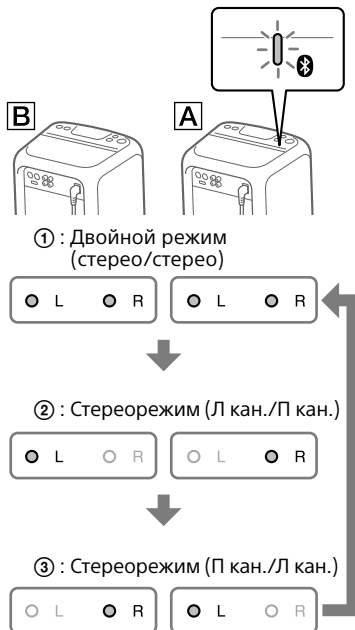 B A
① : Двойной режим
(стерео/стерео)
L R L R
② : Стереорежим (Л кан./П кан.)
L R L R
③ : Стереорежим (П кан./Л кан.)
L R L R